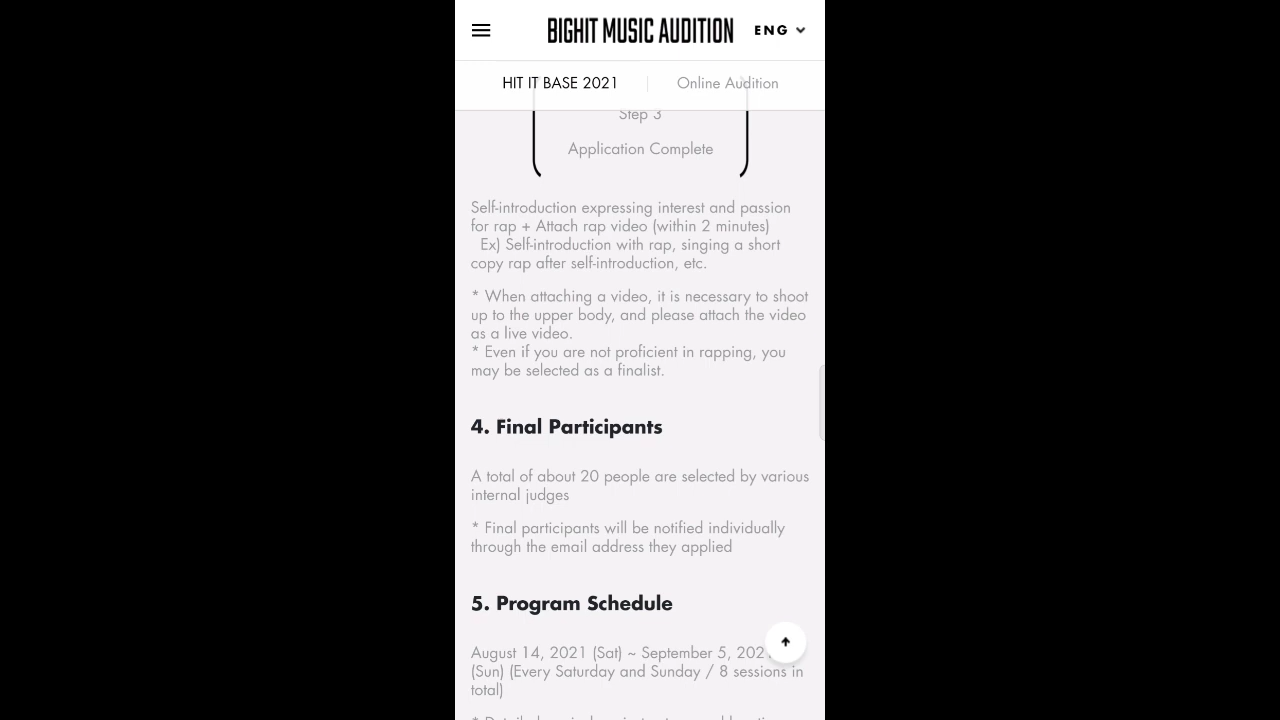 BIGHIT MUSIC AUDITION
ENG
HIT IT BASE 2021
Online Audition
Step 3
Application Complete
Self-introduction expressing interest and passion
for rap + Attach rap video (within 2 minutes)
Ex) Self-introduction with rap, singing a short
copy rap after self-introduction, etc.
* When attaching a video, it is necessary to shoot
up to the upper body, and please attach the video
as a live video.
* Even if you are not proficient in rapping, you
may be selected as a finalist.
4. Final Participants
A total of about 20 people are selected by various
internal judges
* Final participants will be notified individually
through the email address they applied
5. Program Schedule
August 14, 2021 (Sat) ~ September 5,
(Sun) (Every Saturday and Sunday / 8 sessions in
total)